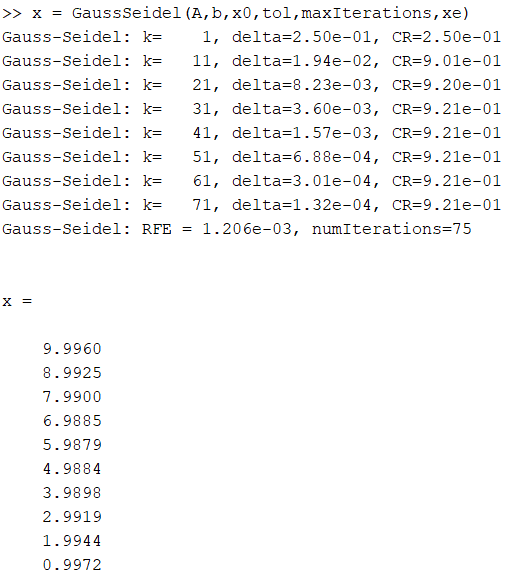 >> x = GaussSeidel(A,b,x0,tol,maxIterations,xe)
Gauss-Seidel: k=    1, delta=2.50e-01, CR=2.50e-01
Gauss-Seidel: k=   11, delta=1.94e-02, CR=9.01e-01
Gauss-Seidel: k=   21, delta=8.23e-03, CR=9.20e-01
Gauss-Seidel: k=   31, delta=3.60e-03, CR=9.21e-01
Gauss-Seidel: k=   41, delta=1.57e-03, CR=9.21e-01
Gauss-Seidel: k=   51, delta=6.88e-04, CR=9.21e-01
Gauss-Seidel: k=   61, delta=3.01e-04, CR=9.21e-01
Gauss-Seidel: k=   71, delta=1.32e-04, CR=9.21e-01
Gauss-Seidel: RFE = 1.206e-03, numIterations=75
x =
9.9960
8.9925
7.9900
6.9885
5.9879
4.9884
3.9898
2.9919
1.9944
0.9972